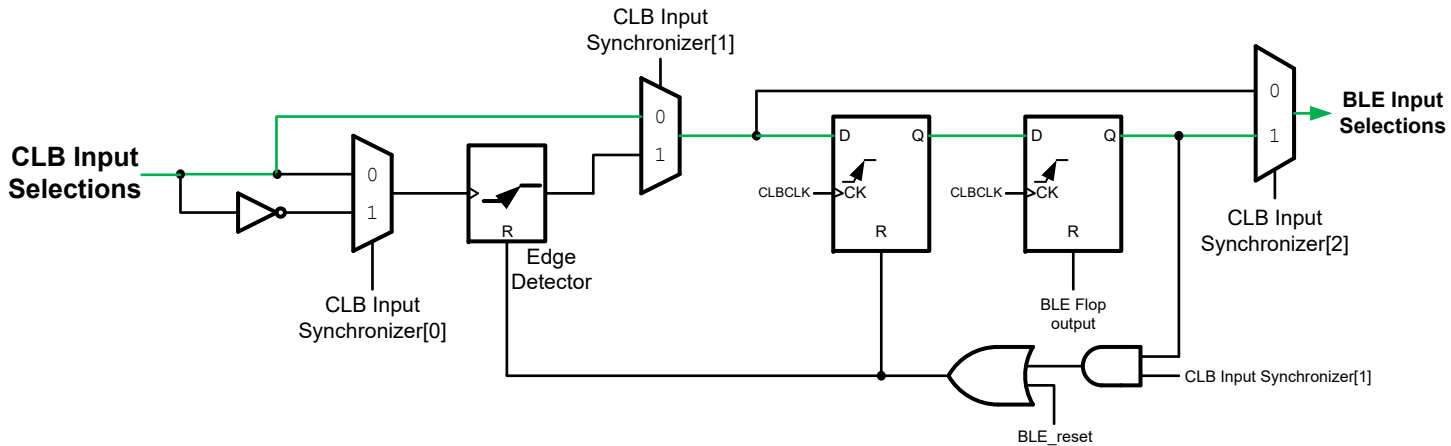 CLB Input
Synchronizer[1]
0
1
CLB Input
Selections
0
1
R
Edge
Detector
CLB Input
Synchronizer[0]
D
Q
CLBCLK
CK
R
D
Q
CLBCLK
CK
R
BLE Flop
output
0
1
BLE Input
Selections
CLB Input
Synchronizer[2]
CLB Input Synchronizer[1]
BLE_reset